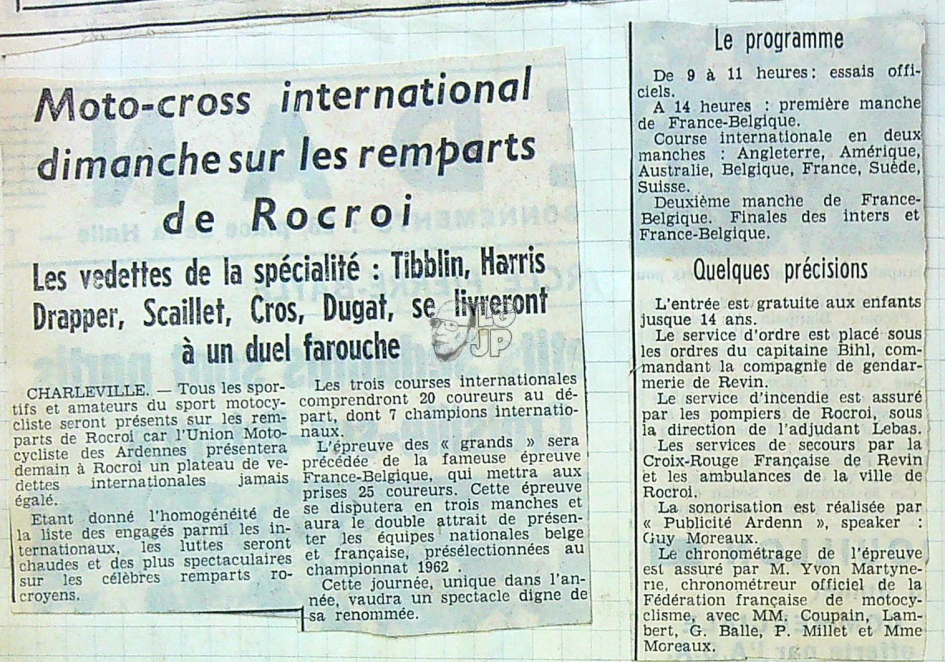 Moto-cross international
dimanche sur les remparts
de Rocroi
Les vedettes de la spécialité : Tibblin, Harris
Drapper, Scaillet, Cros, Dugat, se livreront
à un duel farouche
CHARLEVILLE. — Tous les spor-
tifs et amateurs du sport motocy-
cliste seront présents sur les rem-
parts de Rocroi car l'Union Moto-
cycliste des Ardennes présentera
demain à Rocroi un plateau de ve-
dettes internationales jamais
égalé.
Etant donné l'homogénéité de
la liste des engagés parmi les in-
ternationaux, les luttes seront
chaudes et des plus spectaculaires
sur les célèbres remparts ro-
croyens.
Les trois courses internationales
comprendront 20 coureurs au dé-
part, dont 7 champions internatio-
naux.
L'épreuve des « grands » sera
précédée de la fameuse épreuve
France-Belgique, qui mettra aux
prises 25 coureurs. Cette épreuve
se disputera en trois manches et
aura le double attrait de présen-
ter les équipes nationales belge
et française, présélectionnées au
championnat 1962 .
Cette journée, unique dans l'an-
née, vaudra un spectacle digne de
sa renommée.
Le programme
De 9 à 11 heures : essais offi-
ciels.
A 14 heures : première manche
de France-Belgique.
Course internationale en deux
manches : Angleterre, Amérique,
Australie, Belgique, France, Suède,
Suisse.
Deuxième manche de France-
Belgique. Finales des inters et
France-Belgique.
Quelques précisions
L'entrée est gratuite aux enfants
jusque 14 ans.
Le service d'ordre est placé sous
les ordres du capitaine Bihl, com-
mandant la compagnie de gendar-
merie de Revin.
Le service d'incendie est assuré
par les pompiers de Rocroi, sous
la direction de l'adjudant Lebas.
Les services de secours par la
Croix-Rouge Française de Revin
et les ambulances de la ville de
Rocroi.
La sonorisation est réalisée par
« Publicité Ardenn », speaker :
Guy Moreaux.
Le chronométrage de l'épreuve
est assuré par M. Yvon Martyne-
rie, chronométreur officiel de la
Fédération française de motocy-
clisme, avec MM. Coupain, Lam-
bert, G. Balle, P. Millet et Mme
Moreaux.
LG
JP